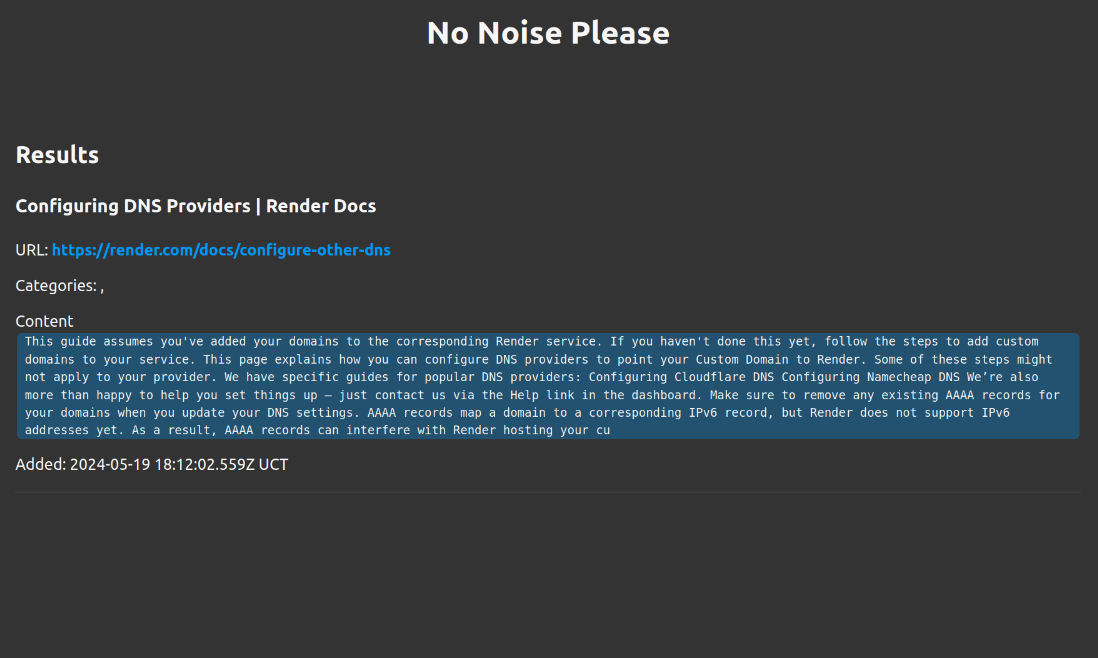 No Noise Please
Results
Configuring DNS Providers | Render Docs
URL: https://render.com/docs/configure-other-dns
Categories: ,
Content
This guide assumes you've added your domains to the corresponding Render service. If you haven't done this yet, follow the steps to add custom
domains to your service. This page explains how you can configure DNS providers to point your Custom Domain to Render. Some of these steps might
not apply to your provider. We have specific guides for popular DNS providers: Configuring Cloudflare DNS Configuring Namecheap DNS We’re also
more than happy to help you set things up — just contact us via the Help link in the dashboard. Make sure to remove any existing AAAA records for
your domains when you update your DNS settings. AAAA records map a domain to a corresponding IPv6 record, but Render does not support IPv6
addresses yet. As a result, AAAA records can interfere with Render hosting your cu
Added: 2024-05-19 18:12:02.559Z UCT